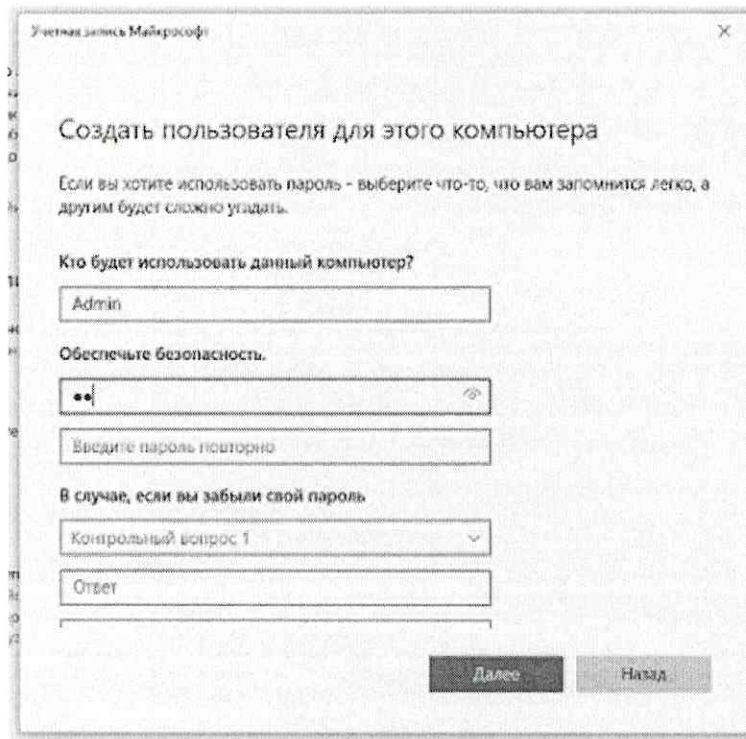 Учетная запись Майкрософт
Создать пользователя для этого компьютера
Если вы хотите использовать пароль - выберите что-то, что вам запомнится легко, а
другим будет сложно угадать.
Кто будет использовать данный компьютер?
Admin
Обеспечьте безопасность.
Введите пароль повторно
В случае, если вы забыли свой пароль
Контрольный вопрос 1
Ответ
Далее
Назад